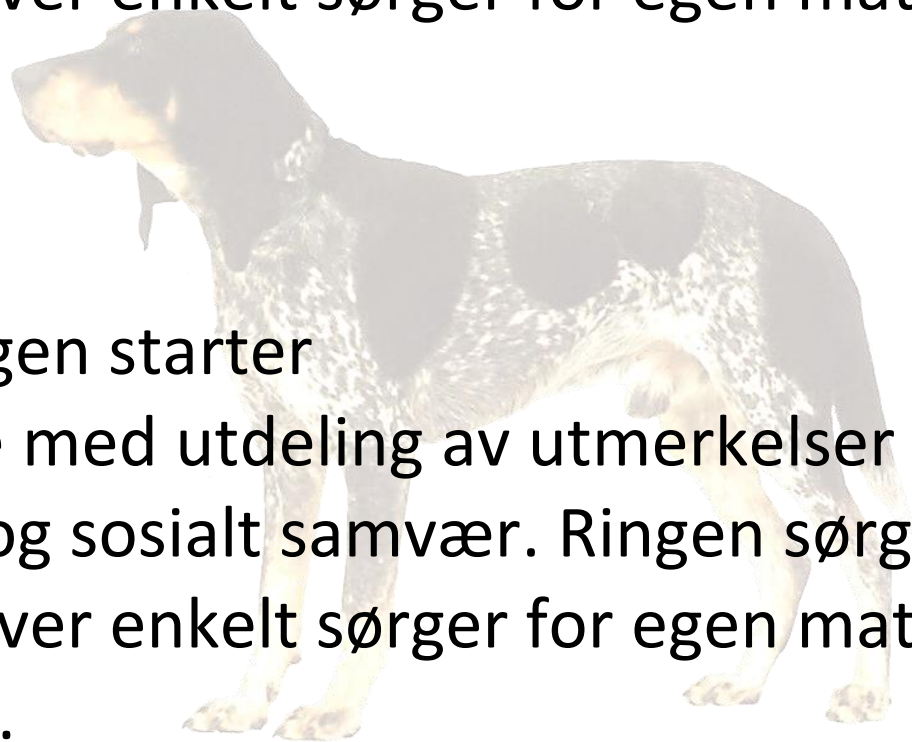 ver enkelt sørger for egen mat
gen starter
med utdeling av utmerkelser
og sosialt samvær. Ringen sørg
ver enkelt sørger for egen mat
.